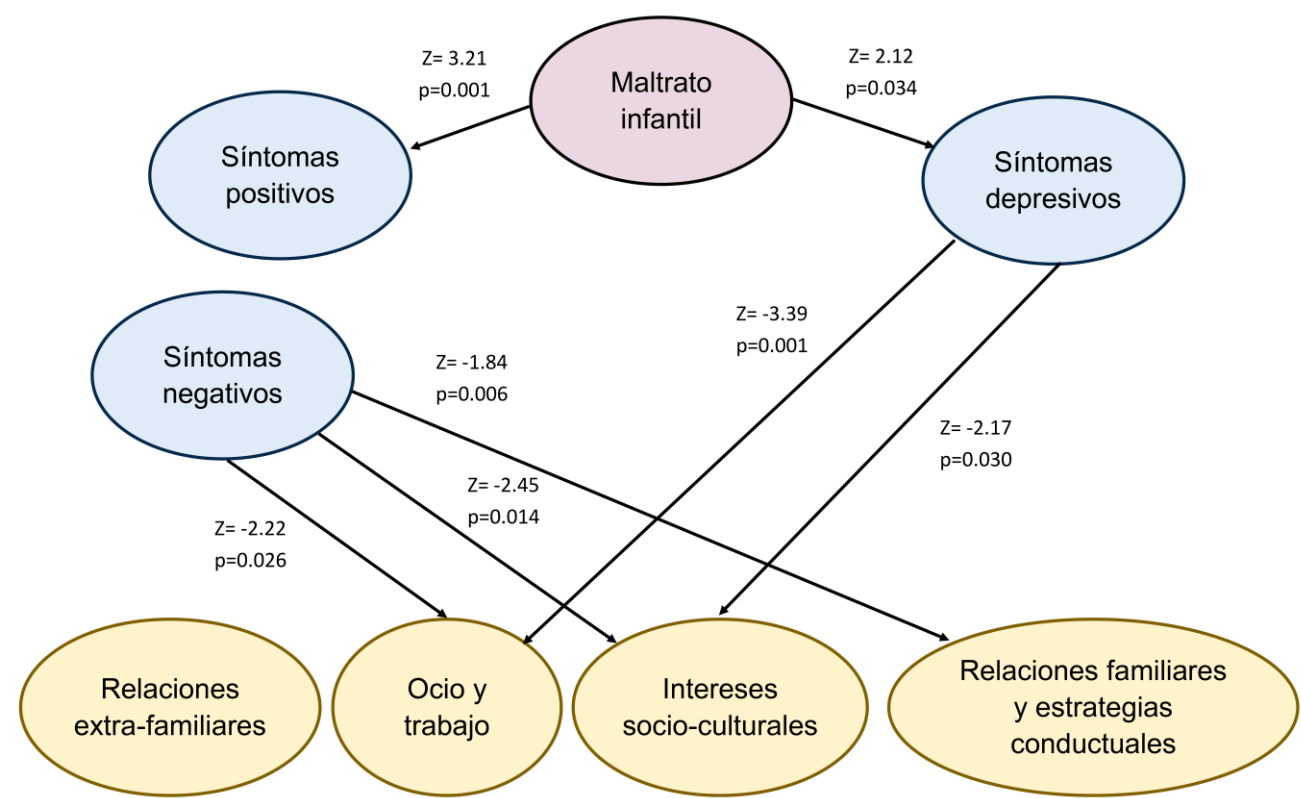 Maltrato
infantil
Z= 3.21
p=0.001
Z= 2.12
p=0.034
Síntomas
positivos
Síntomas
depresivos
Síntomas
negativos
Z= -3.39
p=0.001
Z= -1.84
p=0.006
Z= -2.17
p=0.030
Z= -2.45
p=0.014
Z= -2.22
p=0.026
Relaciones
extra-familiares
Ocio y
trabajo
Intereses
socio-culturales
Relaciones familiares
y estrategias
conductuales